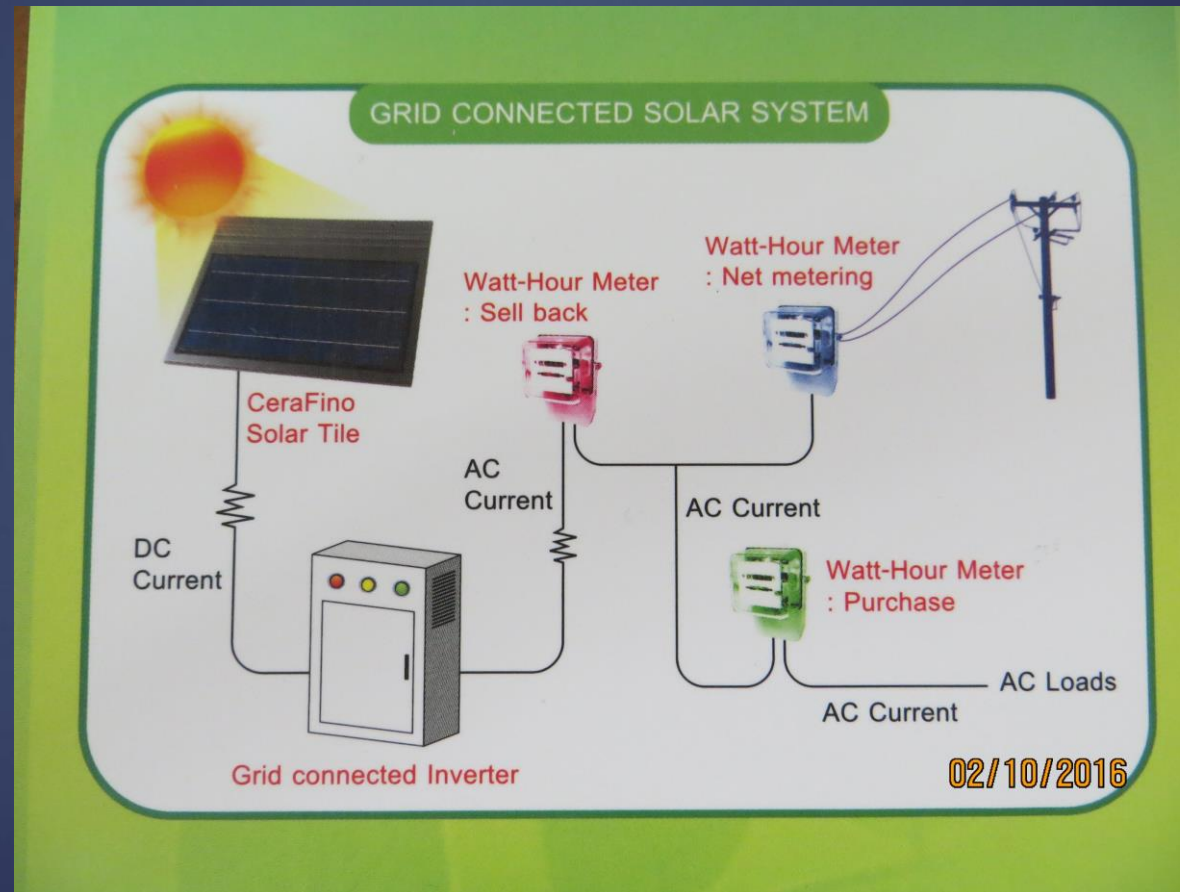 GRID CONNECTED SOLAR SYSTEM
Watt-Hour Meter
: Net metering
Watt-Hour Meter
: Sell back
CeraFino
Solar Tile
AC
Current
AC Current
DC
Current
Watt-Hour Meter
: Purchase
AC Loads
AC Current
Grid connected Inverter
02/10/2016